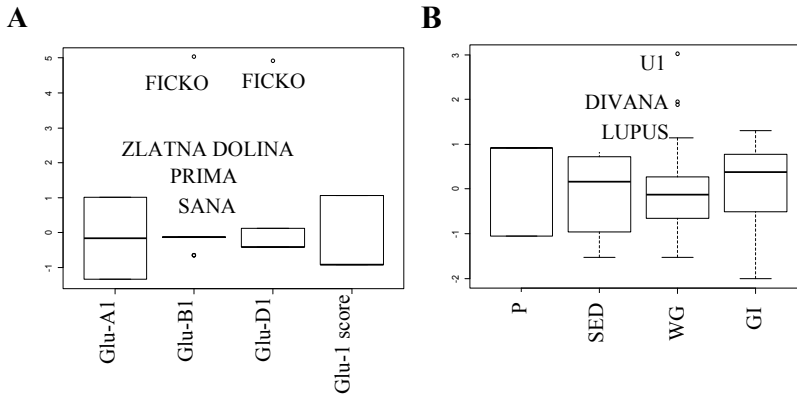 A
5
4
3
2
1
0
-1
FICKO
FICKO
ZLATNA DOLINA
PRIMA
SANA
Glu-A1
Glu-B1
Glu-D1
Glu-1 score
B
3
2
1
0
-1
-2
U1
DIVANA
LUPUS
P
SED
WG
GI